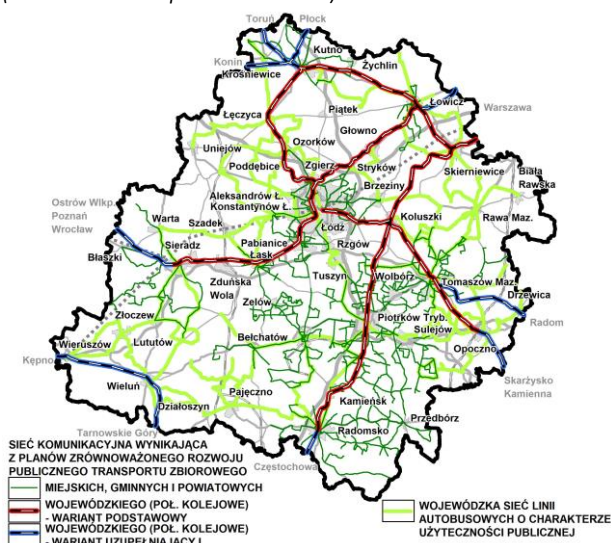 Toruń Płock
Kutno
Żychlin
Konin
Krośniewice
Łowicz
Warszawa
Łęczyca
Piątek
Głowno
Ozorków
Uniejów
Stryków
Zgierz
Poddębice
Skierniewice
Biała
Rawska
Brzeziny
Aleksandrów Ł.
Konstantynów Ł.
Ostrów Wlkp.
Poznań
Wrocław
Warta
Szadek
Koluszki
Rawa Maz.
Łódź
Sieradz
Pabianice
Rzgów
Łask
Błaszki
Tuszyn
Wolbórz
Tomaszów Maz.
Zduńska
Wola
Zelów
Drzewica
Złoczew
Piotrków Tryb.
Sulejów
Radom
Bełchatów
Wieruszów
Lututów
Opoczno
Kępno
Skarżysko
Kamienna
Wieluń
Pajęczno
Działoszyn
Kamieńsk
Przedbórz
Radomsko
Tarnowskie Góry
Częstochowa
SIEĆ KOMUNIKACYJNA WYNIKAJĄCA
Z PLANÓW ZRÓWNOWAŻONEGO ROZWOJU
PUBLICZNEGO TRANSPORTU ZBIOROWEGO
MIEJSKICH, GMINNYCH I POWIATOWYCH
WOJEWÓDZKIEGO (POŁ. KOLEJOWE)
- WARIANT PODSTAWOWY
WOJEWÓDZKIEGO (POŁ. KOLEJOWE)
- WARIANT UZUPEŁNIAJĄCY I
WOJEWÓDZKA SIEĆ LINII
AUTOBUSOWYCH O CHARAKTERZE
UŻYTECZNOŚCI PUBLICZNEJ